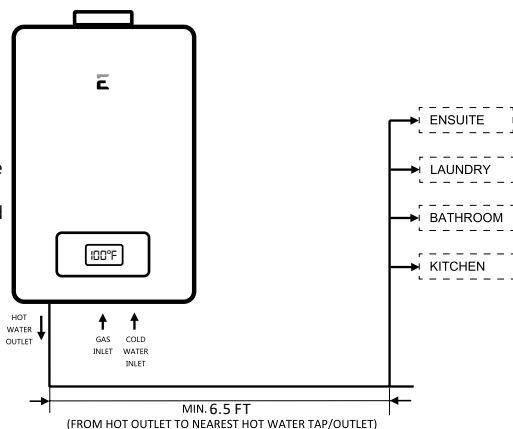 E
100°F
ENSUITE
LAUNDRY
BATHROOM
KITCHEN
HOT
WATER
OUTLET
GAS
INLET
COLD
WATER
INLET
MIN. 6.5 FT
(FROM HOT OUTLET TO NEAREST HOT WATER TAP/OUTLET)